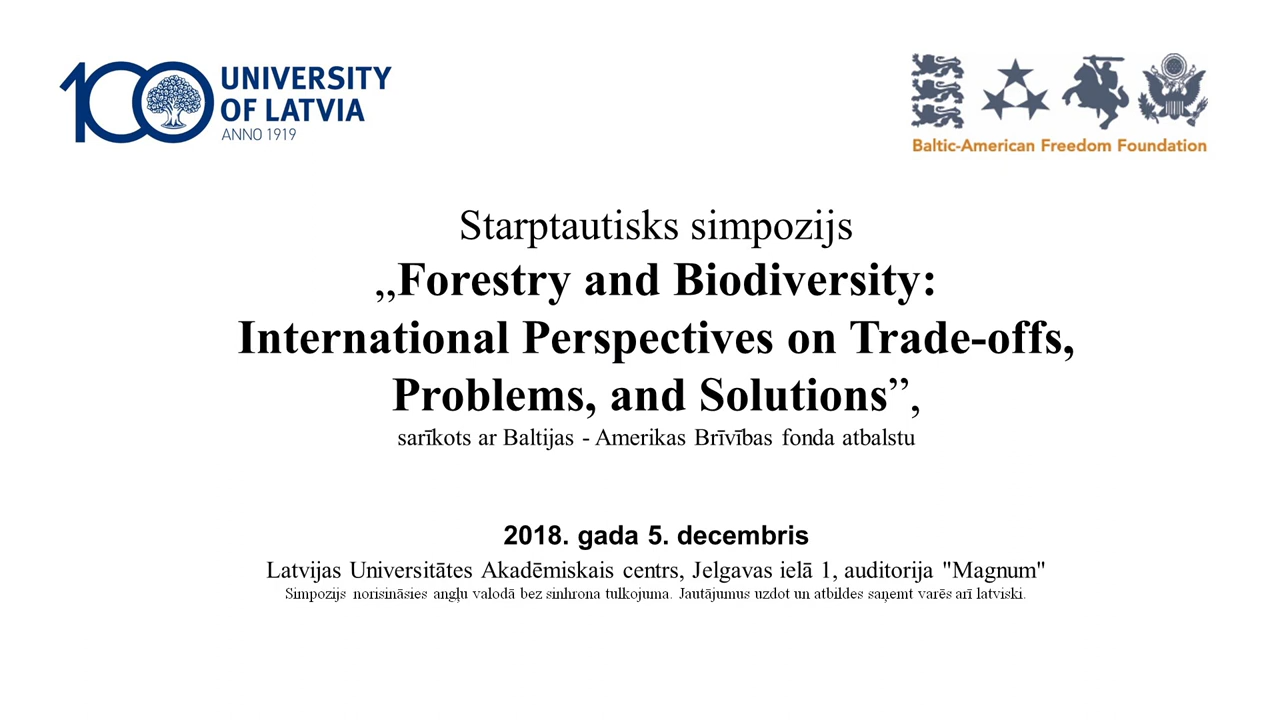 100 UNIVERSITY
OF LATVIA
ANNO 1919
Baltic-American Freedom Foundation
Starptautisks simpozijs
„Forestry and Biodiversity:
International Perspectives on Trade-offs,
Problems, and Solutions”,
sarīkots ar Baltijas - Amerikas Brīvības fonda atbalstu
2018. gada 5. decembris
Latvijas Universitātes Akadēmiskais centrs, Jelgavas ielā 1, auditorija "Magnum"
Simpozijs norisināsies angļu valodā bez sinhrona tulkojuma. Jautājumus uzdot un atbildes saņemt varēs arī latviski.